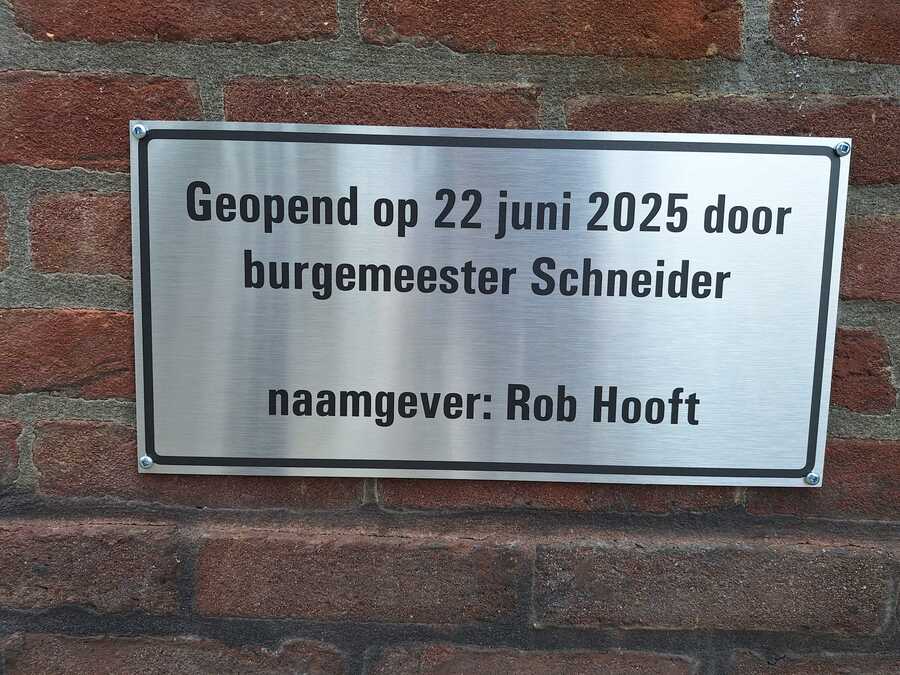 Geopend op 22 juni 2025 door
burgemeester Schneider
naamgever: Rob Hooft